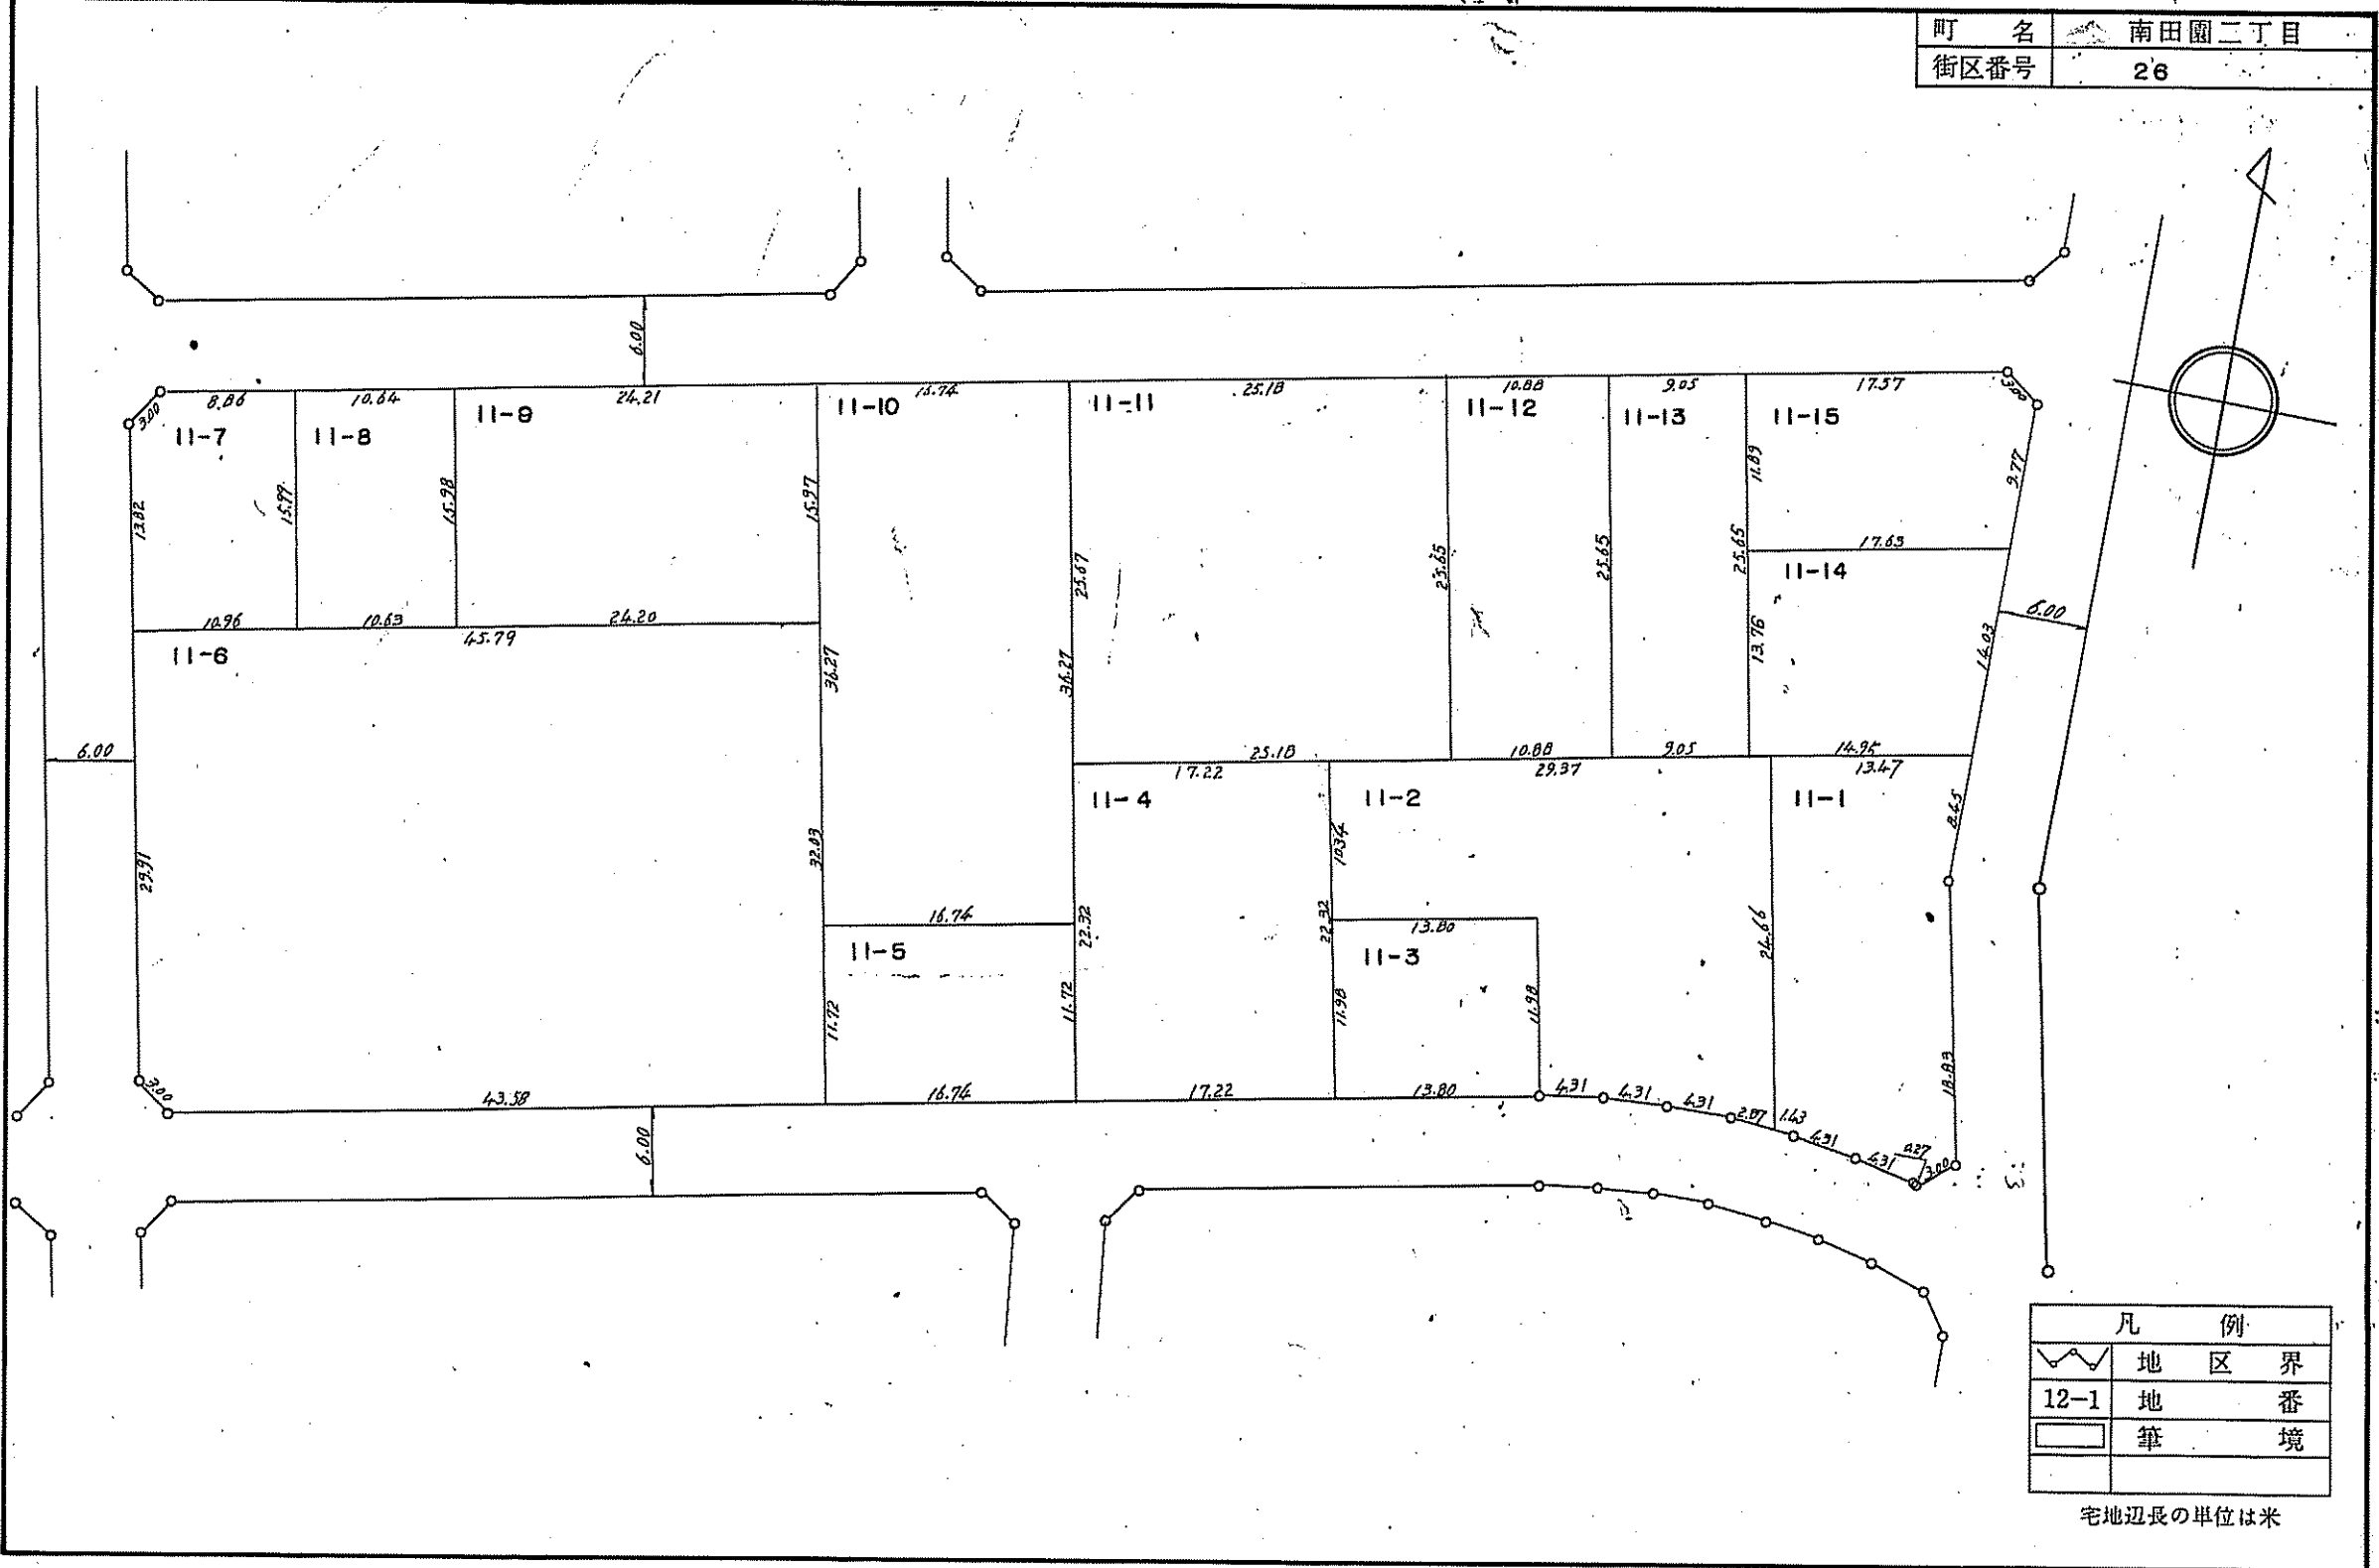 町 名 南田園二丁目
街区番号 26
6.00
8.86 10.64 24.21 16.74 25.18 10.88 9.05 17.57 3.00
3.00
11-7 11-8 11-9 11-10 11-11 11-12 11-13 11-15
13.82 15.99 15.98 15.97 25.67 25.65 25.65 25.65 11.89 9.77
17.63
11-14
10.96 10.63 24.20
45.79
11-6
36.27 36.27 13.76 14.03 6.00
6.00
25.18 10.88 9.05 14.95
17.22 29.37 13.47
11-4 11-2 11-1
29.91 32.03 10.34 8.45
16.74 22.32 22.32 13.80 24.66
11-5 11-3
11.72 11.72 11.98 11.98 18.83
3.00 43.58 16.74 17.22 13.80 4.31 4.31 4.31 2.87 1.43 4.31 4.31 0.27 3.00
6.00
凡 例
地 区 界
12-1 地 番
筆 境
宅地辺長の単位は米